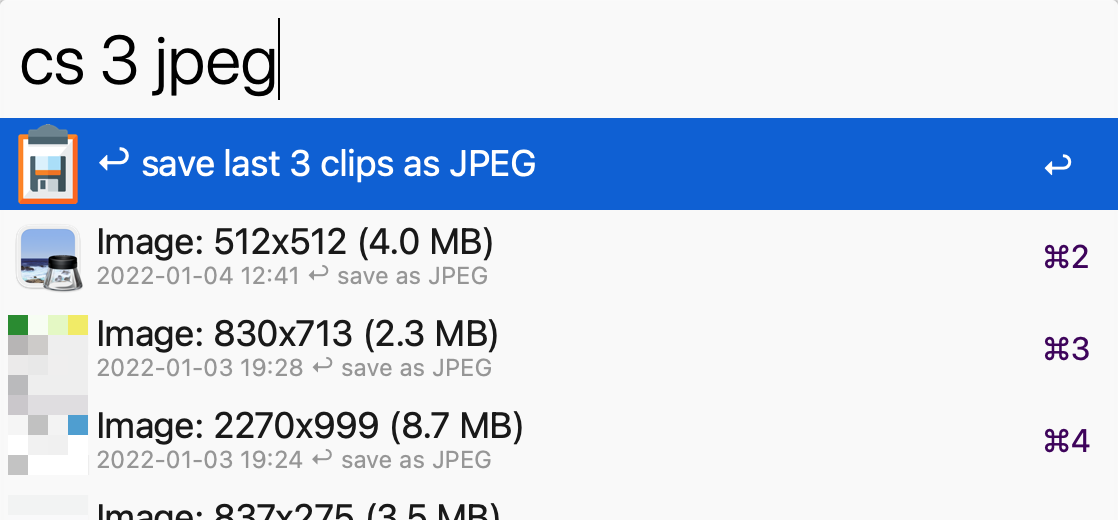 cs 3 jpeg
↩ save last 3 clips as JPEG ↩
Image: 512x512 (4.0 MB)
2022-01-04 12:41 ↩ save as JPEG
⌘2
Image: 830x713 (2.3 MB)
2022-01-03 19:28 ↩ save as JPEG
⌘3
Image: 2270x999 (8.7 MB)
2022-01-03 19:24 ↩ save as JPEG
⌘4
Image: 837x275 (3.5 MB)